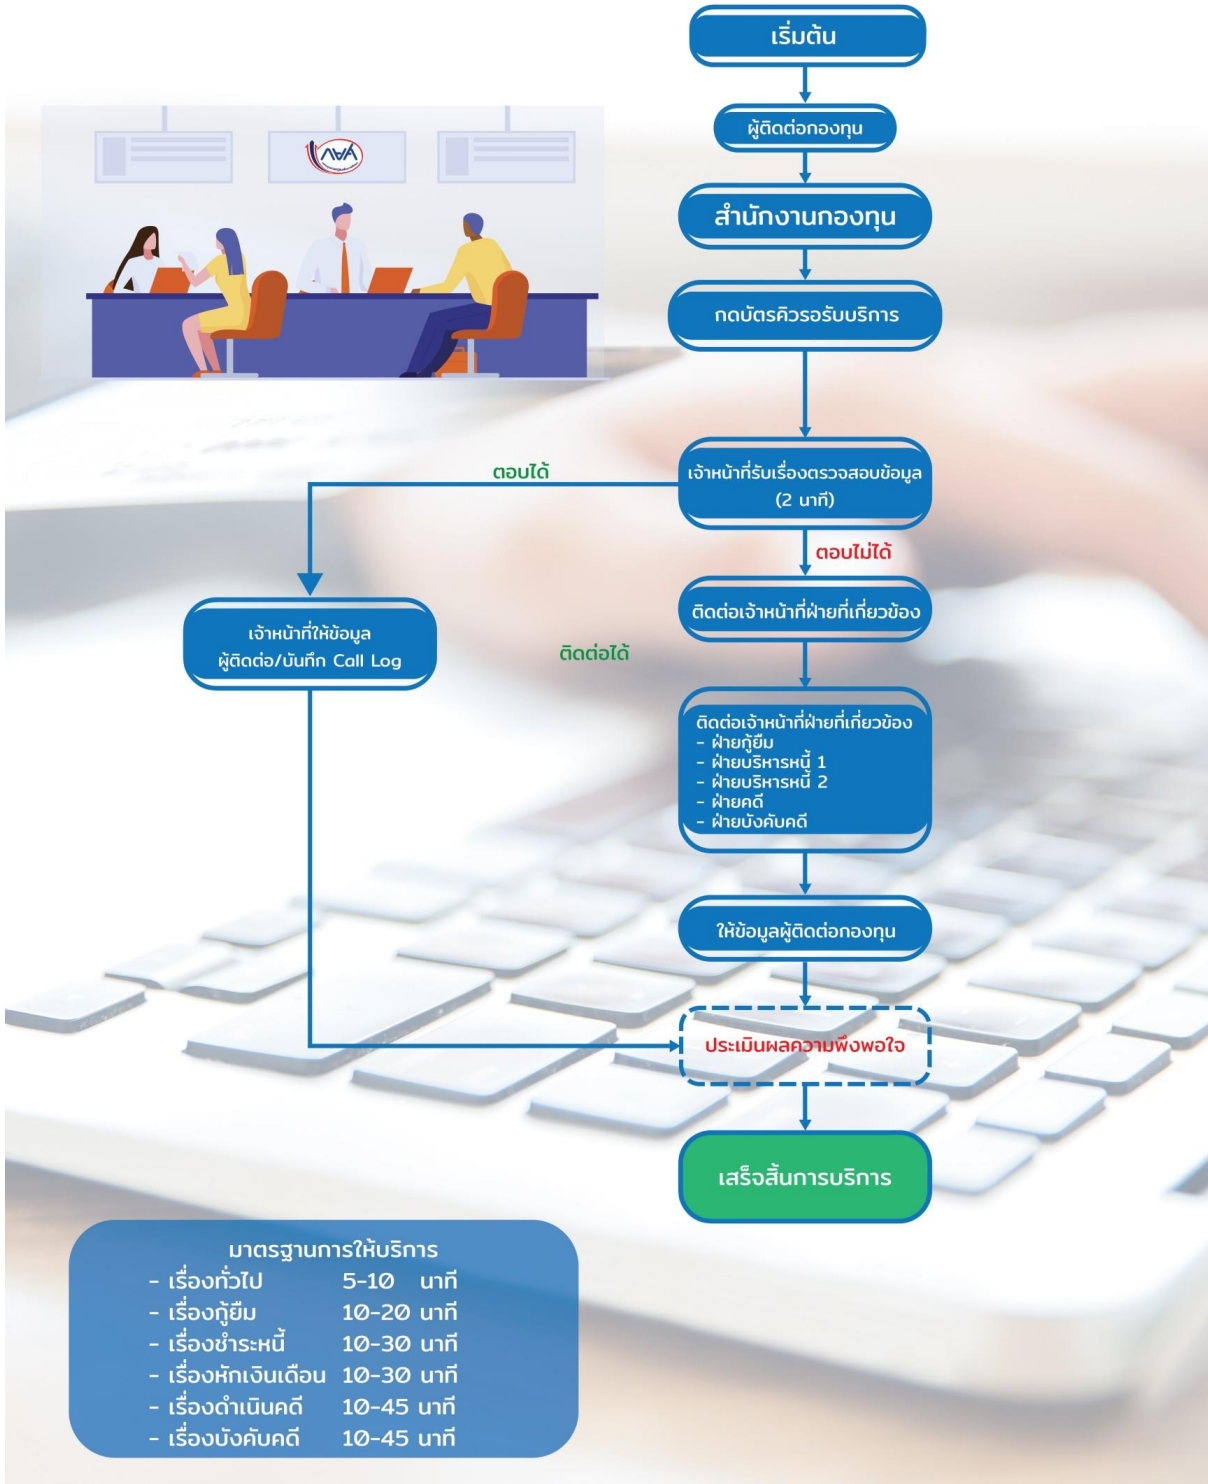 เริ่มต้น
ผู้ติดต่อกองทุน
กยศ
สำนักงานกองทุน
กดบัตรคิวรอรับบริการ
เจ้าหน้าที่รับเรื่องตรวจสอบข้อมูล
(2 นาที)
ตอบได้
ตอบไม่ได้
ติดต่อเจ้าหน้าที่ฝ่ายที่เกี่ยวข้อง
เจ้าหน้าที่ให้ข้อมูล
ผู้ติดต่อ/บันทึก Call Log
ติดต่อได้
ติดต่อเจ้าหน้าที่ฝ่ายที่เกี่ยวข้อง
- ฝ่ายกู้ยืม
- ฝ่ายบริหารหนี้ 1
- ฝ่ายบริหารหนี้ 2
- ฝ่ายคดี
- ฝ่ายบังคับคดี
ให้ข้อมูลผู้ติดต่อกองทุน
ประเมินผลความพึงพอใจ
เสร็จสิ้นการบริการ
มาตรฐานการให้บริการ
- เรื่องทั่วไป 5-10 นาที
- เรื่องกู้ยืม 10-20 นาที
- เรื่องชำระหนี้ 10-30 นาที
- เรื่องหักเงินเดือน 10-30 นาที
- เรื่องดำเนินคดี 10-45 นาที
- เรื่องบังคับคดี 10-45 นาที